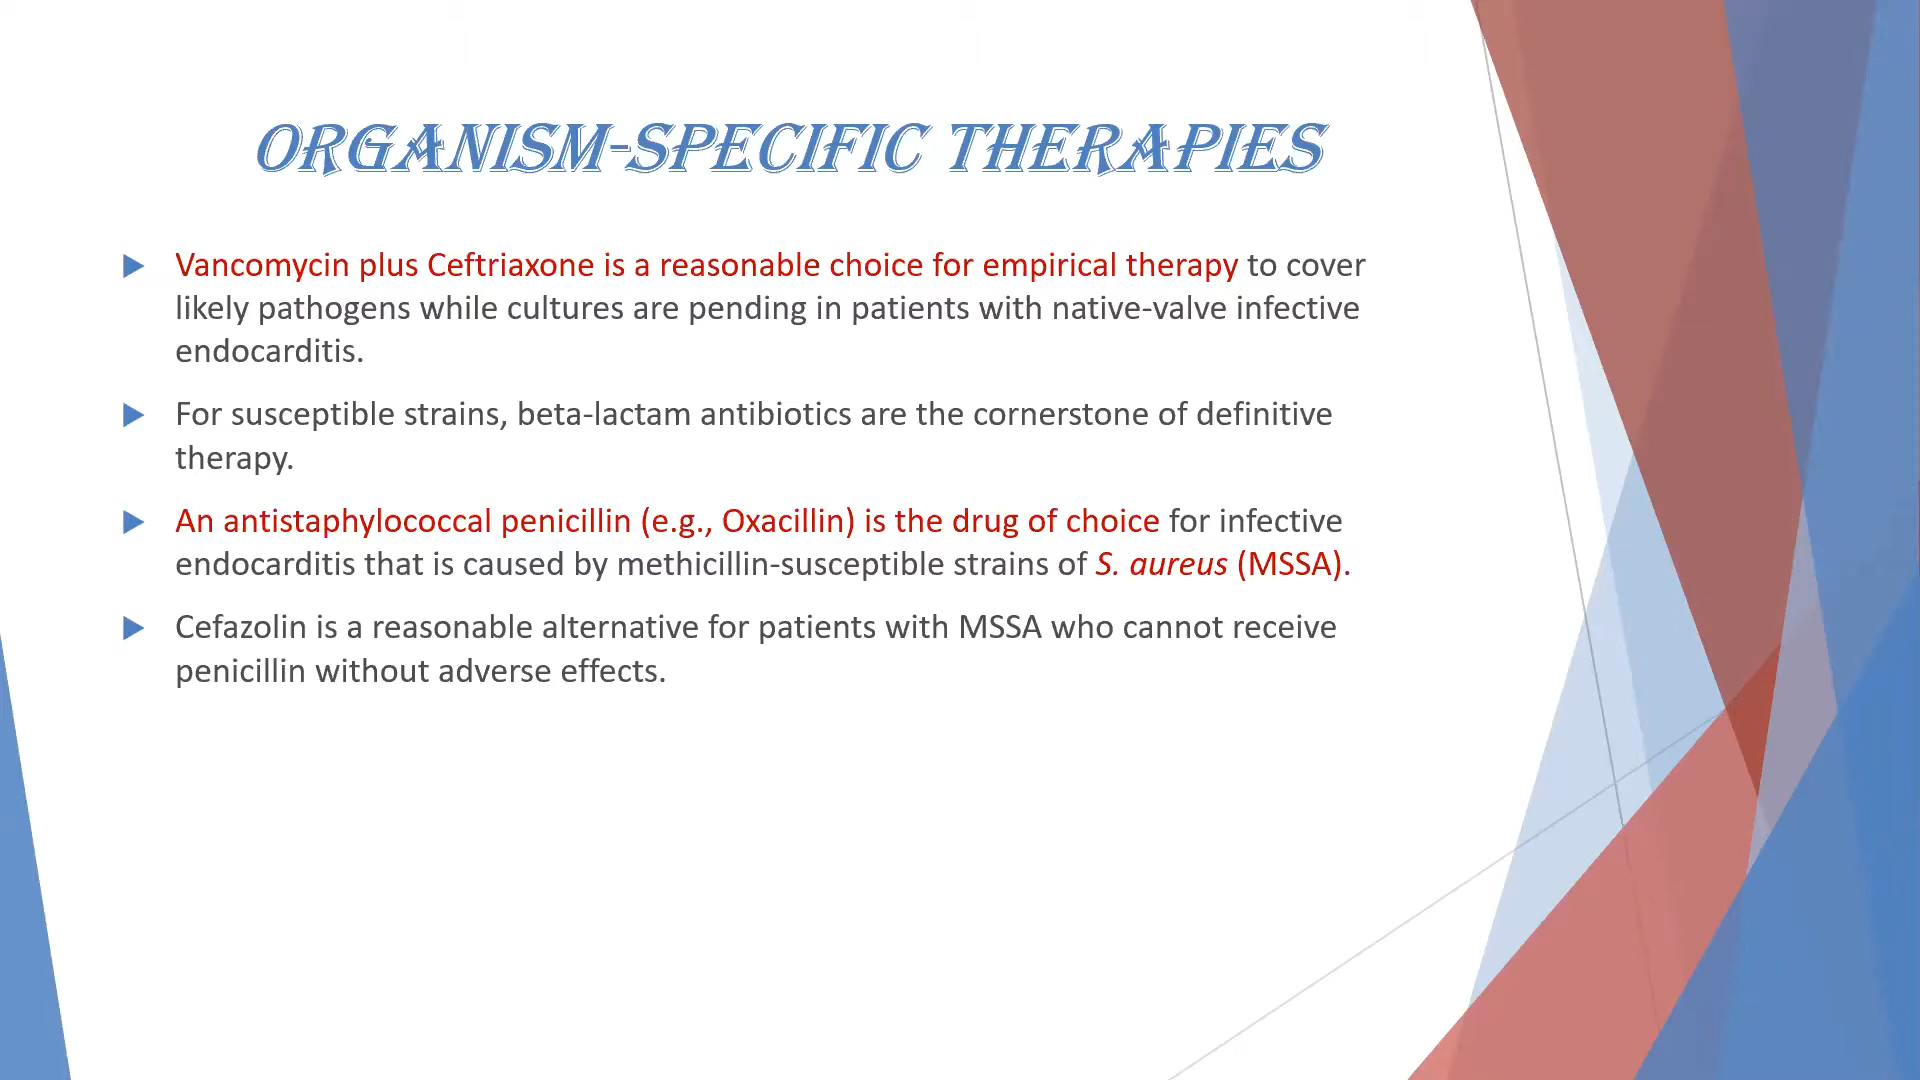 ORGANISM-SPECIFIC THERAPIES
Vancomycin plus Ceftriaxone is a reasonable choice for empirical therapy to cover
likely pathogens while cultures are pending in patients with native-valve infective
endocarditis.
For susceptible strains, beta-lactam antibiotics are the cornerstone of definitive
therapy.
An antistaphylococcal penicillin (e.g., Oxacillin) is the drug of choice for infective
endocarditis that is caused by methicillin-susceptible strains of S. aureus (MSSA).
Cefazolin is a reasonable alternative for patients with MSSA who cannot receive
penicillin without adverse effects.